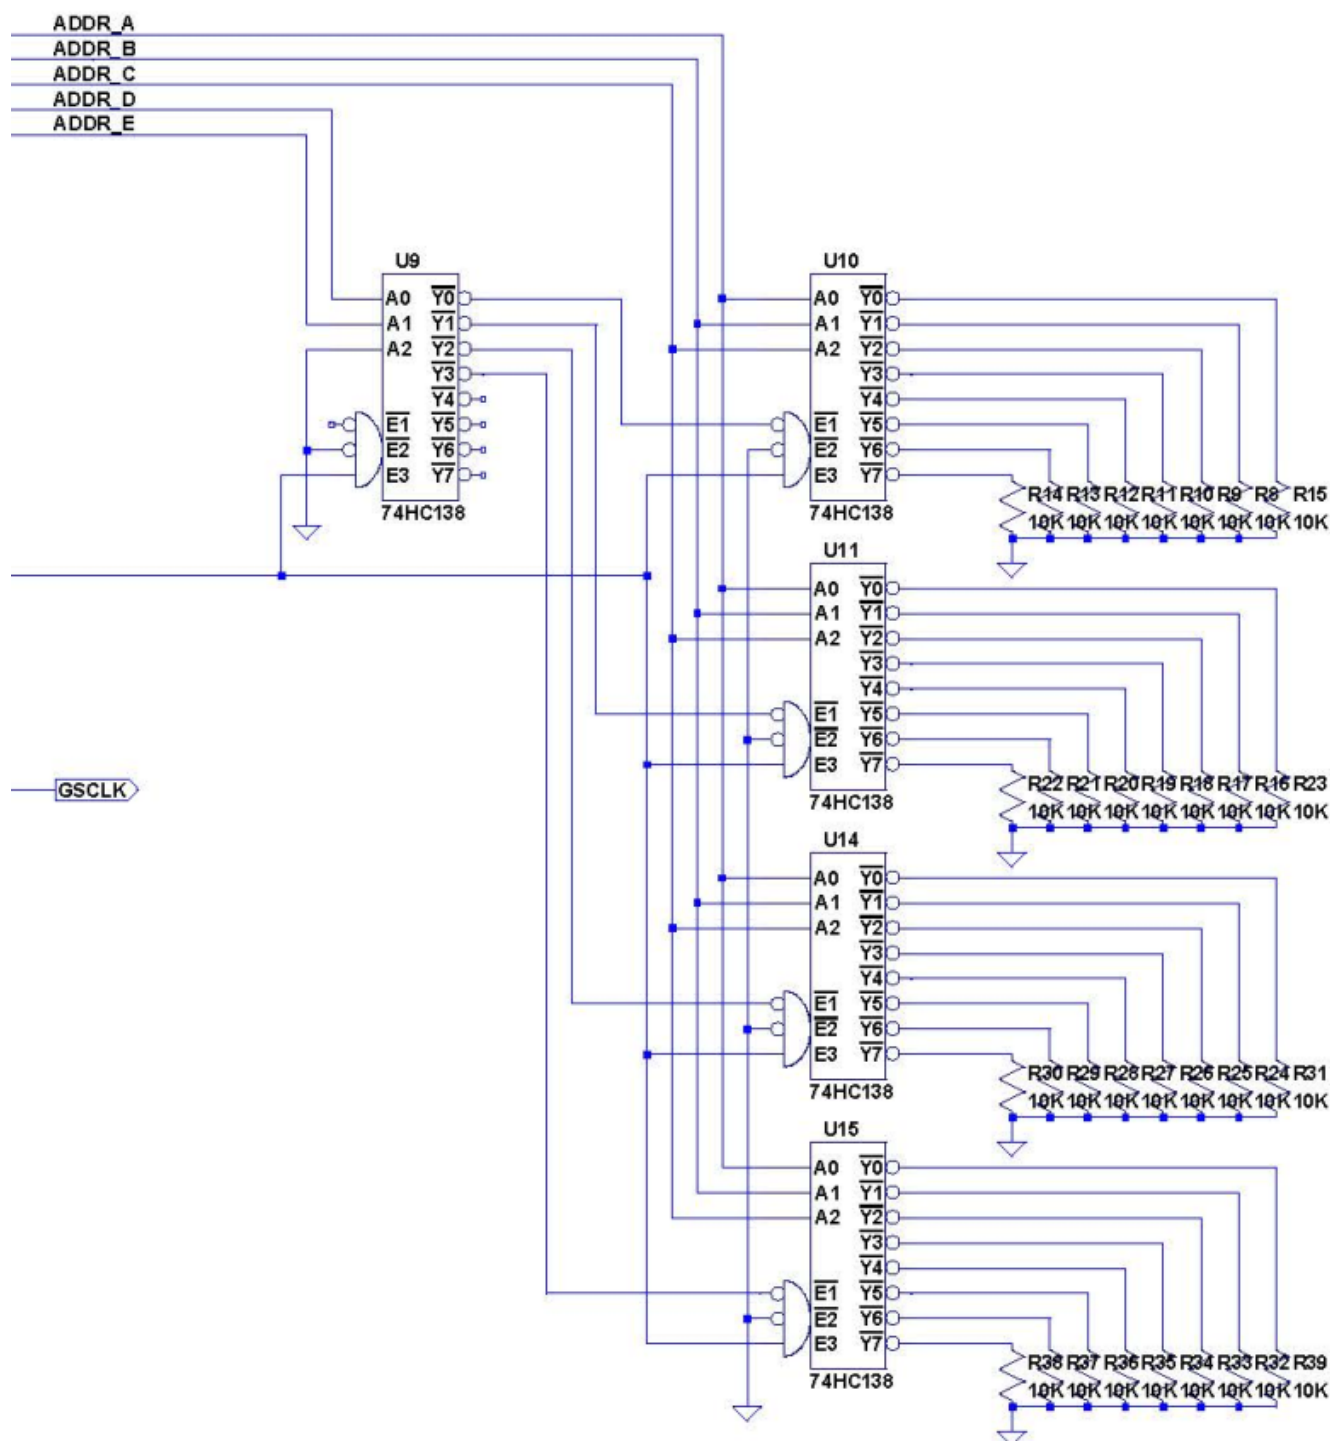 ADDR_A
ADDR_B
ADDR_C
ADDR_D
ADDR_E
U9
A0 Y0
A1 Y1
A2 Y2
Y3
Y4
E1 Y5
E2 Y6
E3 Y7
74HC138
U10
A0 Y0
A1 Y1
A2 Y2
Y3
Y4
E1 Y5
E2 Y6
E3 Y7
74HC138
R14 R13 R12 R11 R10 R9 R8 R15
10K 10K 10K 10K 10K 10K 10K 10K
U11
A0 Y0
A1 Y1
A2 Y2
Y3
Y4
E1 Y5
E2 Y6
E3 Y7
74HC138
R22 R21 R20 R19 R18 R17 R16 R23
10K 10K 10K 10K 10K 10K 10K 10K
GSCLK
U14
A0 Y0
A1 Y1
A2 Y2
Y3
Y4
E1 Y5
E2 Y6
E3 Y7
74HC138
R30 R29 R28 R27 R26 R25 R24 R31
10K 10K 10K 10K 10K 10K 10K 10K
U15
A0 Y0
A1 Y1
A2 Y2
Y3
Y4
E1 Y5
E2 Y6
E3 Y7
74HC138
R38 R37 R36 R35 R34 R33 R32 R39
10K 10K 10K 10K 10K 10K 10K 10K